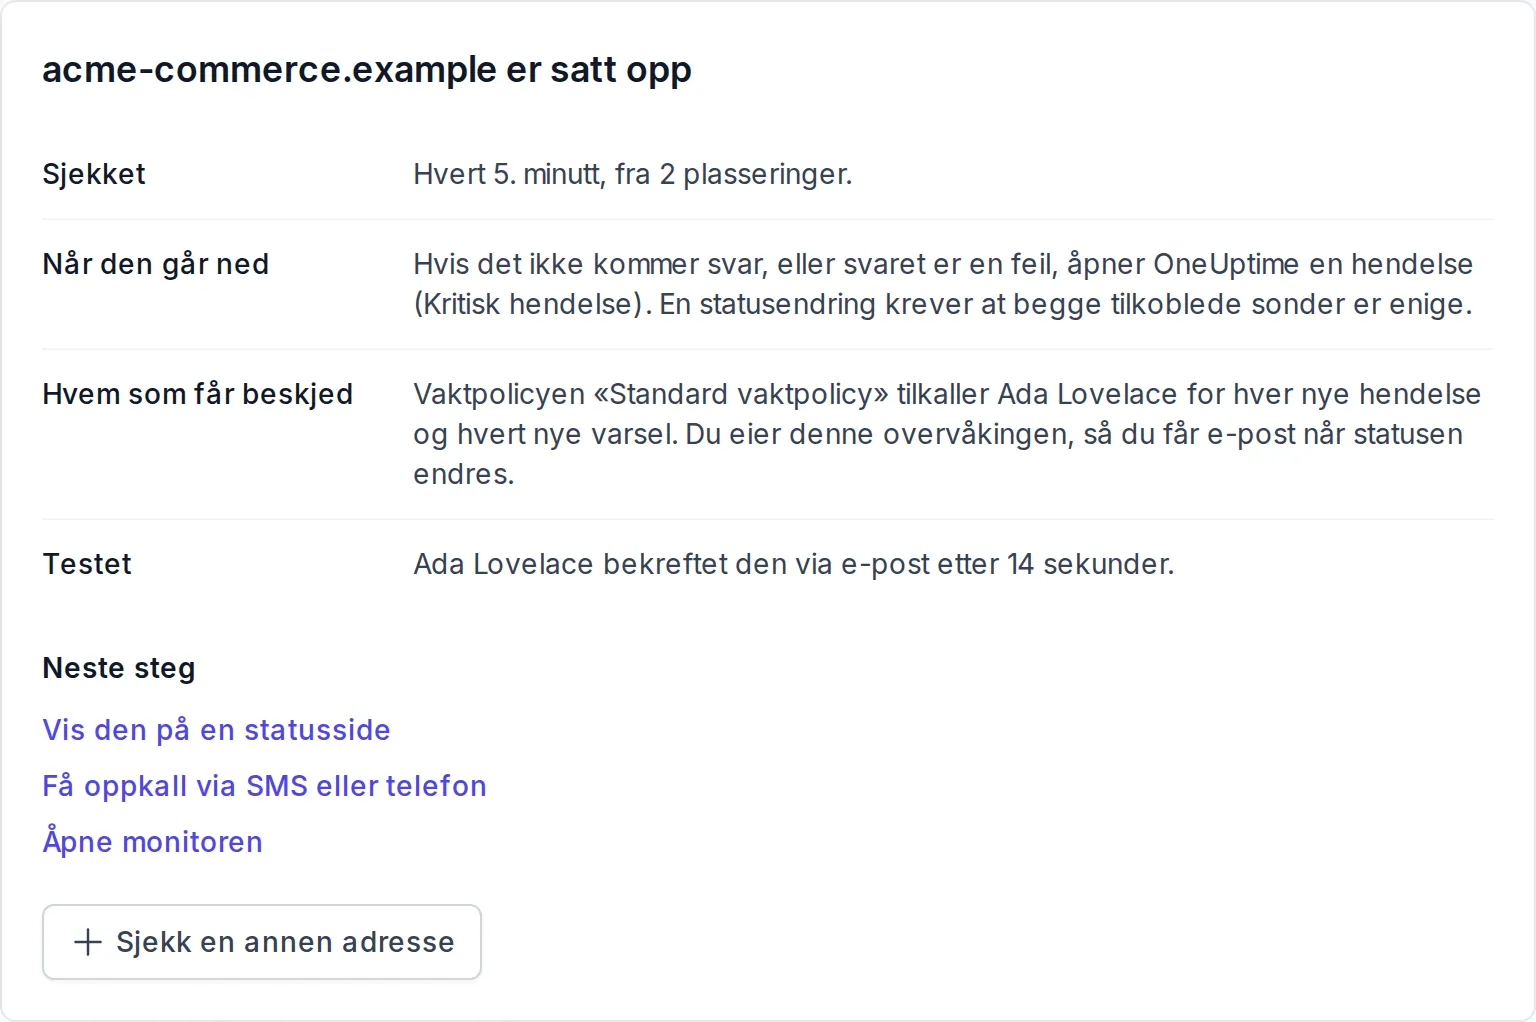 acme-commerce.example er satt opp
Sjekket
Hvert 5. minutt, fra 2 plasseringer.
Når den går ned
Hvis det ikke kommer svar, eller svaret er en feil, åpner OneUptime en hendelse
(Kritisk hendelse). En statusendring krever at begge tilkoblede sonder er enige.
Hvem som får beskjed
Vaktpolicyen «Standard vaktpolicy» tilkaller Ada Lovelace for hver nye hendelse
og hvert nye varsel. Du eier denne overvåkingen, så du får e-post når statusen
endres.
Testet
Ada Lovelace bekreftet den via e-post etter 14 sekunder.
Neste steg
Vis den på en statusside
Få oppkall via SMS eller telefon
Åpne monitoren
Sjekk en annen adresse